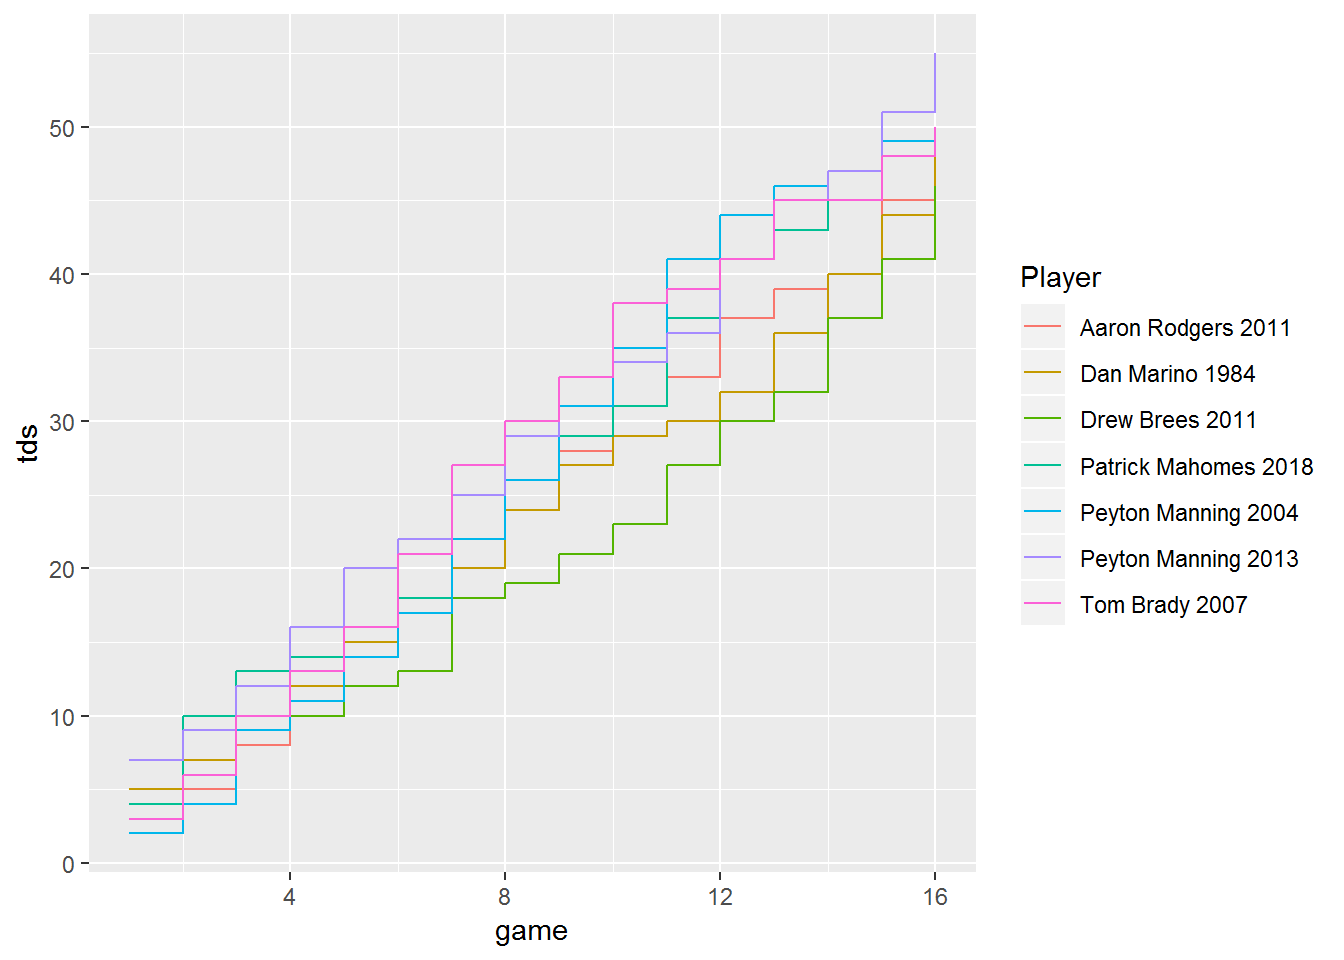 50
40
30
20
10
0
tds
4 8 12 16
game
Player
Aaron Rodgers 2011
Dan Marino 1984
Drew Brees 2011
Patrick Mahomes 2018
Peyton Manning 2004
Peyton Manning 2013
Tom Brady 2007